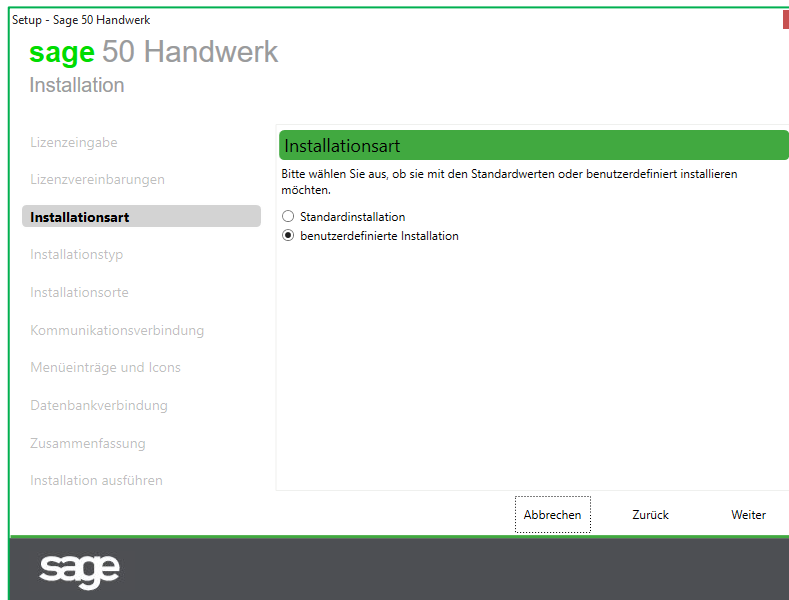 Setup - Sage 50 Handwerk
sage 50 Handwerk
Installation
Lizenzeingabe
Lizenzvereinbarungen
Installationsart
Installationstyp
Installationsorte
Kommunikationsverbindung
Menüeinträge und Icons
Datenbankverbindung
Zusammenfassung
Installation ausführen
Installationsart
Bitte wählen Sie aus, ob sie mit den Standardwerten oder benutzerdefiniert installieren
möchten.
Standardinstallation
benutzerdefinierte Installation
Abbrechen Zurück Weiter
sage